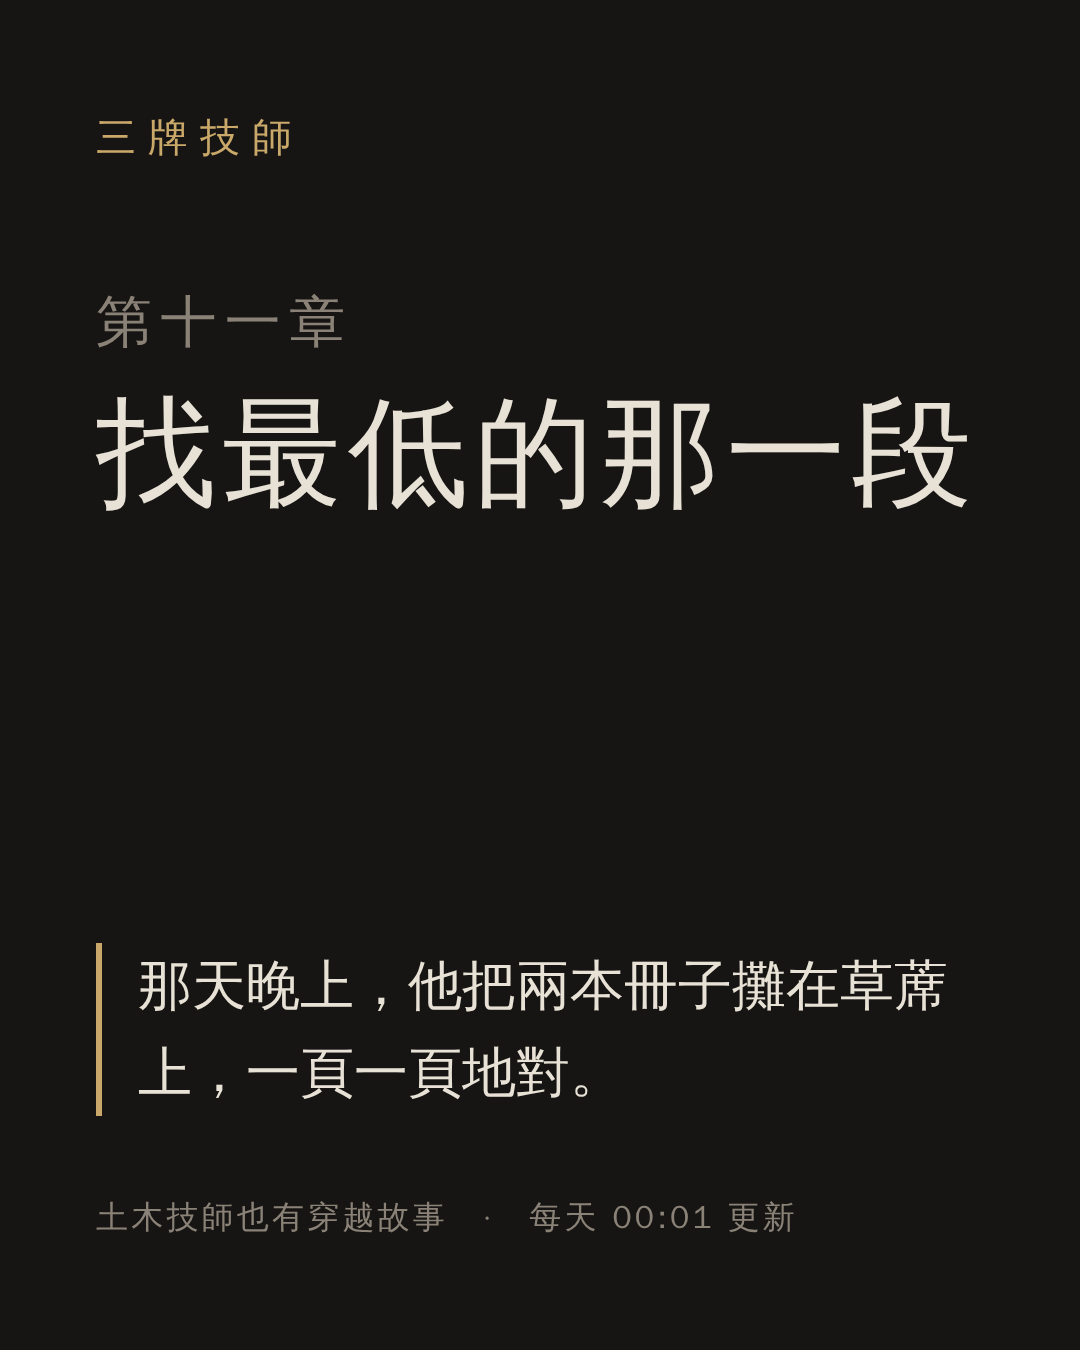 三牌技師
第十一章
找最低的那一段
那天晚上，他把兩本冊子攤在草蓆
上，一頁一頁地對。
土木技師也有穿越故事 · 每天 00:01 更新